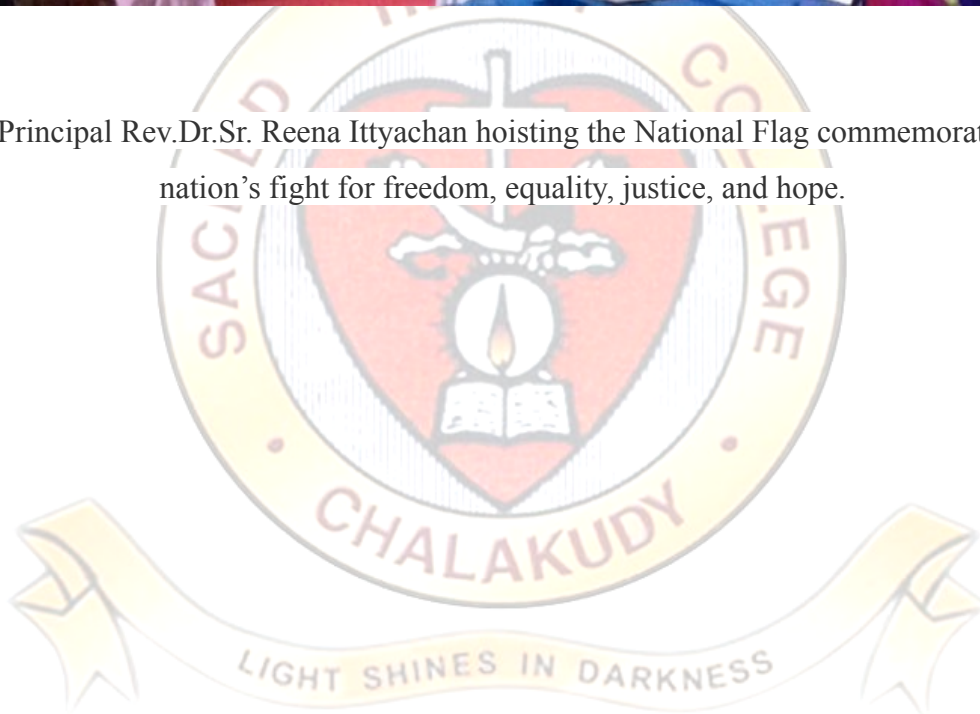 Principal Rev.Dr.Sr. Reena Ittyachan hoisting the National Flag
nation’s fight for freedom, equality, justice, and hope.
COLLEGE
CHALAKUDY
LIGHT SHINES IN DARKNESS